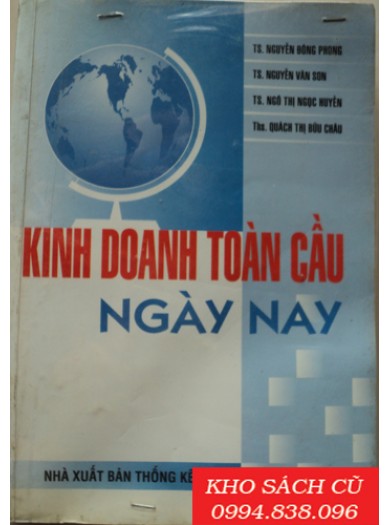 TS. NGUYỄN ĐÔNG PHONG
TS. NGUYỄN VĂN SƠN
TS. NGÔ THỊ NGỌC HUYỀN
Ths. QUÁCH THỊ BỬU CHÂU
KINH DOANH TOÀN CẦU
NGÀY NAY
NHÀ XUẤT BẢN THỐNG KÊ
KHO SÁCH CŨ
0994.838.096